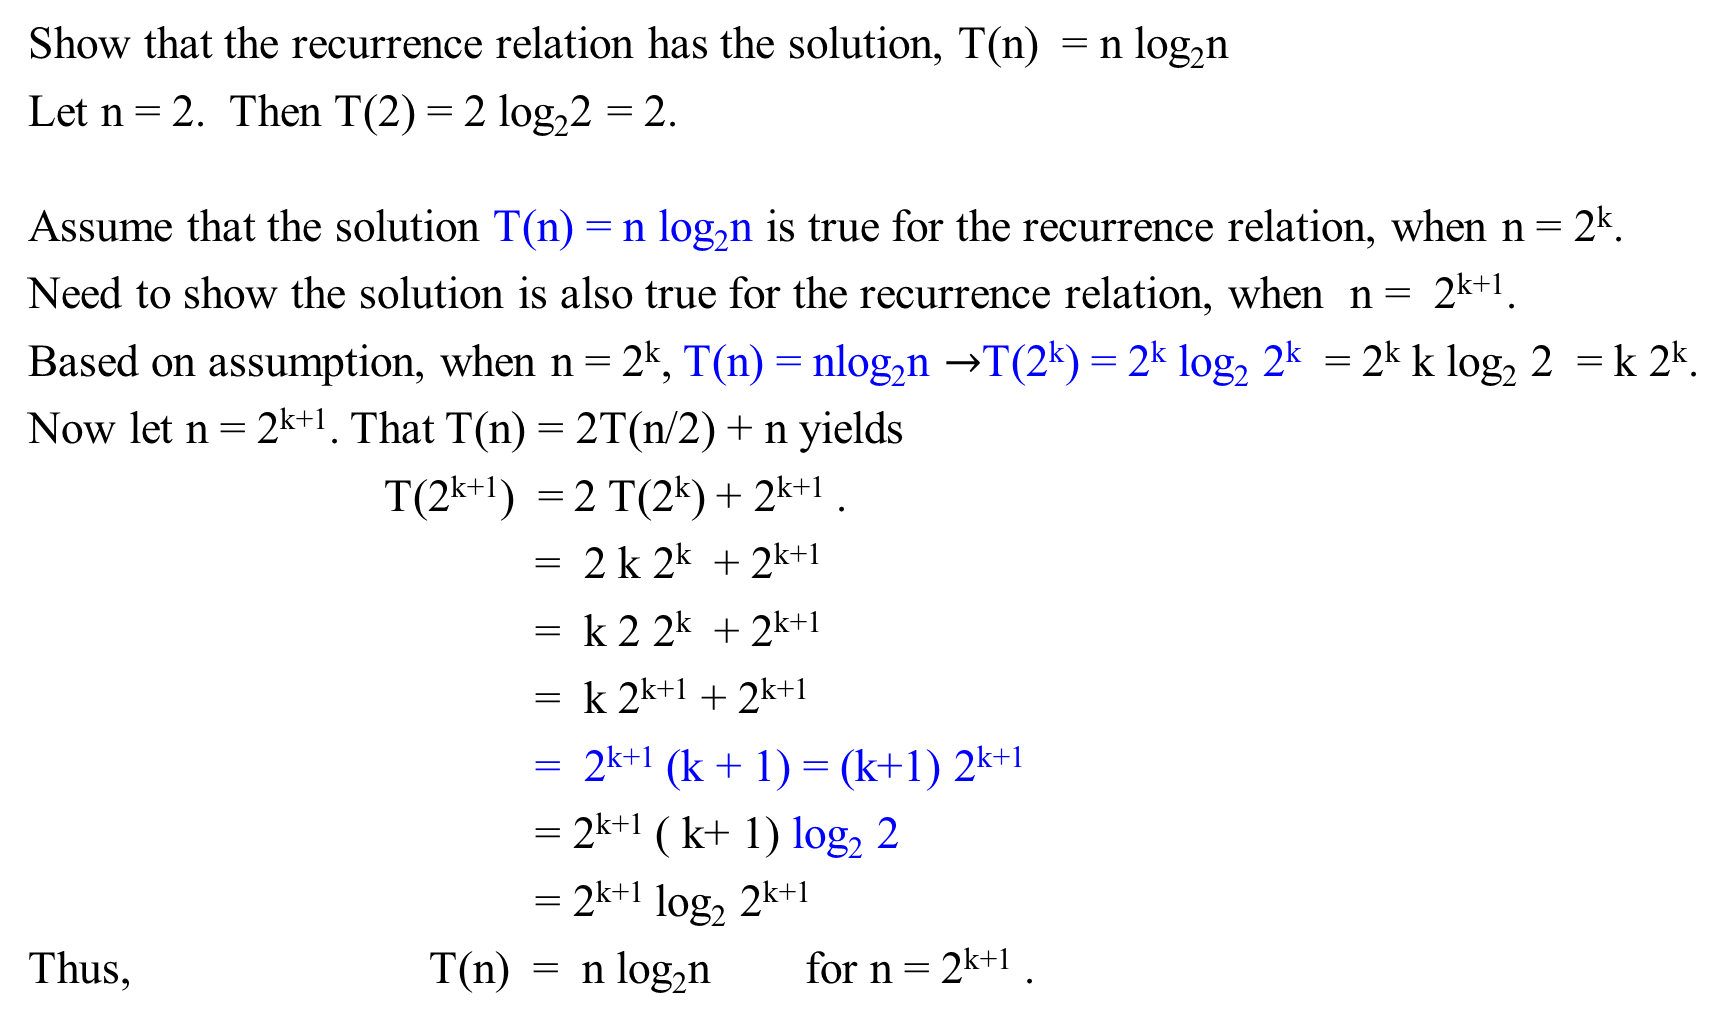 Show that the recurrence relation has the solution, T(n) = n log₂n
Let n = 2. Then T(2) = 2 log₂2 = 2.
Assume that the solution T(n) = n log₂n is true for the recurrence relation, when n = 2ᵏ.
Need to show the solution is also true for the recurrence relation, when n = 2ᵏ⁺¹.
Based on assumption, when n = 2ᵏ, T(n) = nlog₂n →T(2ᵏ) = 2ᵏ log₂ 2ᵏ = 2ᵏ k log₂ 2 = k 2ᵏ.
Now let n = 2ᵏ⁺¹. That T(n) = 2T(n/2) + n yields
T(2ᵏ⁺¹) = 2 T(2ᵏ) + 2ᵏ⁺¹ .
= 2 k 2ᵏ + 2ᵏ⁺¹
= k 2 2ᵏ + 2ᵏ⁺¹
= k 2ᵏ⁺¹ + 2ᵏ⁺¹
= 2ᵏ⁺¹ (k + 1) = (k+1) 2ᵏ⁺¹
= 2ᵏ⁺¹ ( k+ 1) log₂ 2
= 2ᵏ⁺¹ log₂ 2ᵏ⁺¹
Thus, T(n) = n log₂n for n = 2ᵏ⁺¹ .